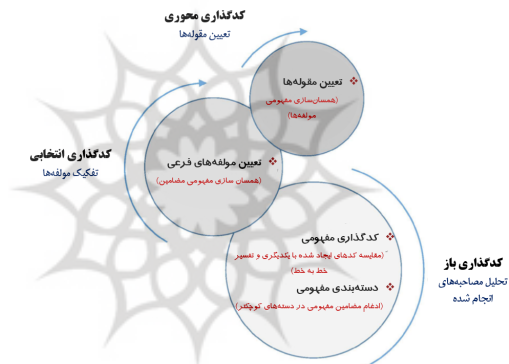 کدگذاری محوری
تعیین مقوله‌ها
تعیین مقوله‌ها
(همسان‌سازی مفهومی
مولفه‌ها)
کدگذاری انتخابی
تفکیک مولفه‌ها
تعیین مولفه‌های فرعی
(همسان سازی مفهومی مضامین)
کدگذاری مفهومی
(مقایسه کدهای ایجاد شده با یکدیگری و تفسیر
خط به خط)
دسته‌بندی مفهومی
(ادغام مضامین مفهومی در دسته‌های کوچکتر)
کدگذاری باز
تحلیل مصاحبه‌های
انجام شده